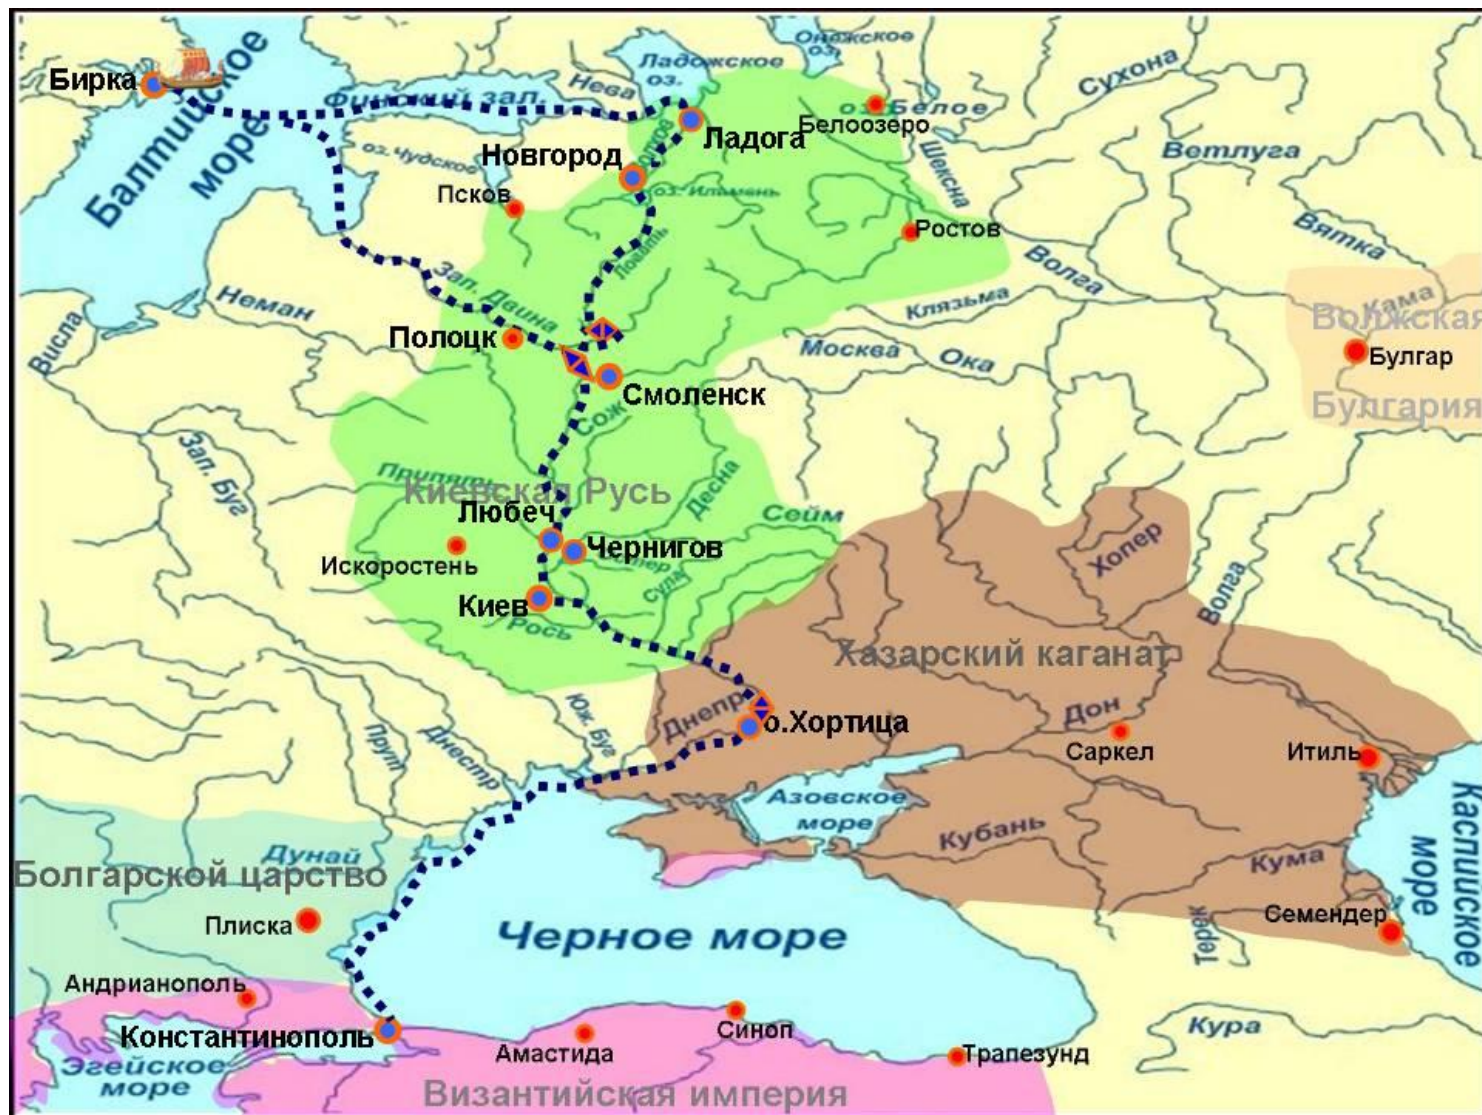 Онежское
оз.
Ладожское
оз.
Сухона
Бирка
Балтийское
море
Финский зал.
Нева
оз. Белое
Белоозеро
Ладога
Новгород
оз. Чудское
Псков
оз. Ильмень
Шексна
Ветлуга
Ростов
Вятка
Волга
Ловать
Зап. Двина
Неман
Висла
Клязьма
Кама
Волжская
Булгар
Булгария
Полоцк
Москва
Ока
Смоленск
Сож
Зап. Буг
Припять
Киевская Русь
Десна
Любеч
Сейм
Чернигов
Искоростень
Сула
Киев
Рось
Хопер
Волга
Хазарский каганат
Днепр
о.Хортица
Юж. Буг
Дон
Саркел
Итиль
Прут
Днестр
Азовское
море
Кубань
Кума
Каспийское
море
Дунай
Болгарской царство
Плиска
Семендер
Терек
Черное море
Андрианополь
Константинополь
Эгейское
море
Амастида
Синоп
Трапезунд
Кура
Византийская империя